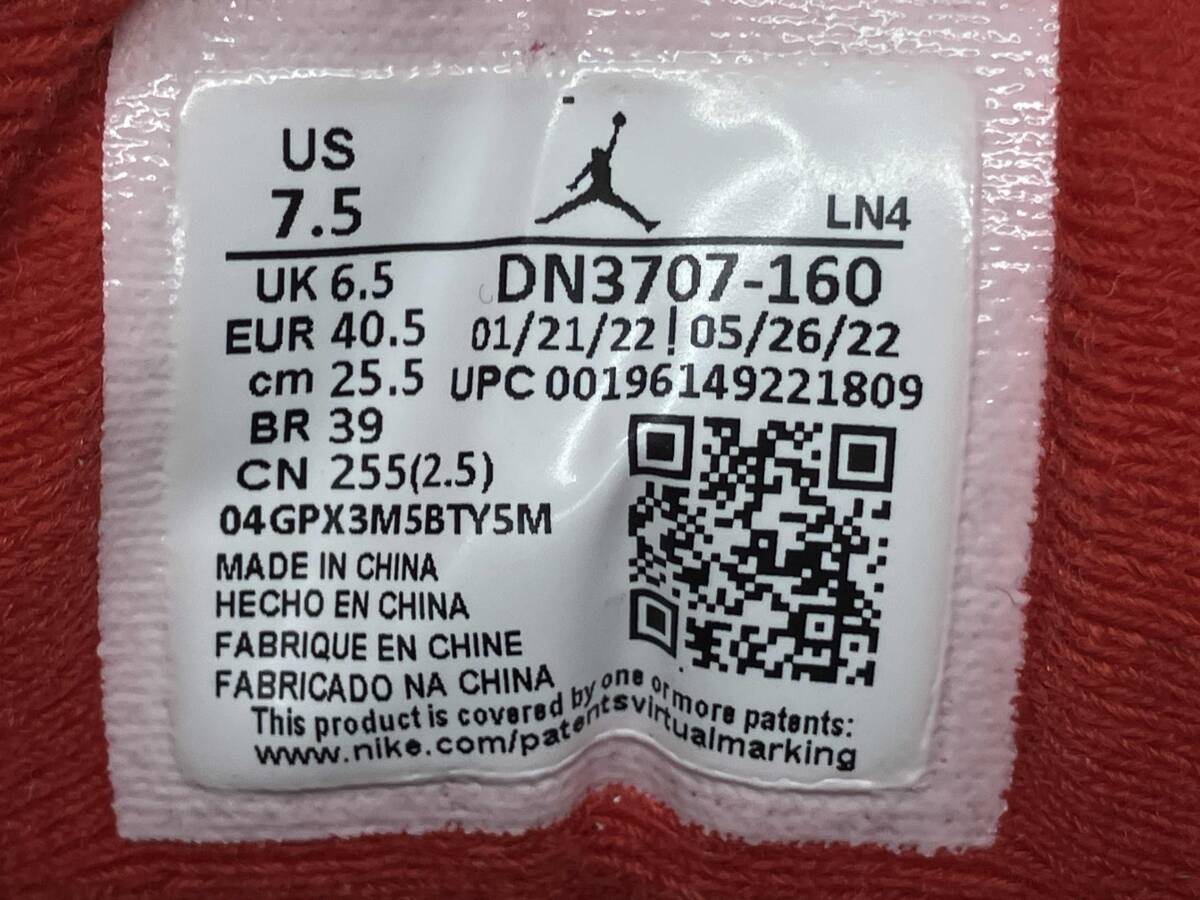 US
7.5
LN4
UK 6.5
DN3707-160
EUR 40.5
01/21/22 | 05/26/22
cm 25.5
UPC 00196149221809
BR 39
CN 255(2.5)
04GPX3M5BTY5M
MADE IN CHINA
HECHO EN CHINA
FABRIQUE EN CHINE
FABRICADO NA CHINA
This product is covered by one or more patents:
www.nike.com/patentsvirtualmarking